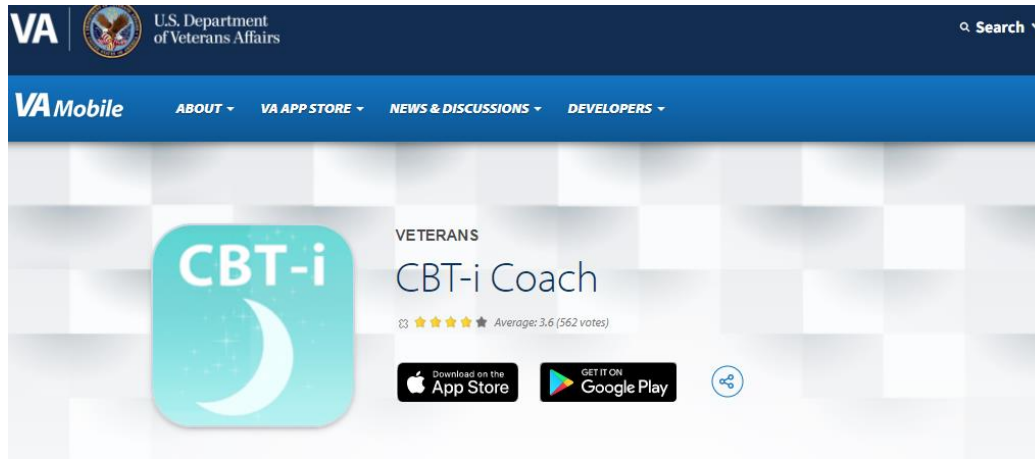 VA
U.S. Department
of Veterans Affairs
Search
VA Mobile
ABOUT
VA APP STORE
NEWS & DISCUSSIONS
DEVELOPERS
CBT-i
VETERANS
CBT-i Coach
Average: 3.6 (562 votes)
Download on the
App Store
GET IT ON
Google Play